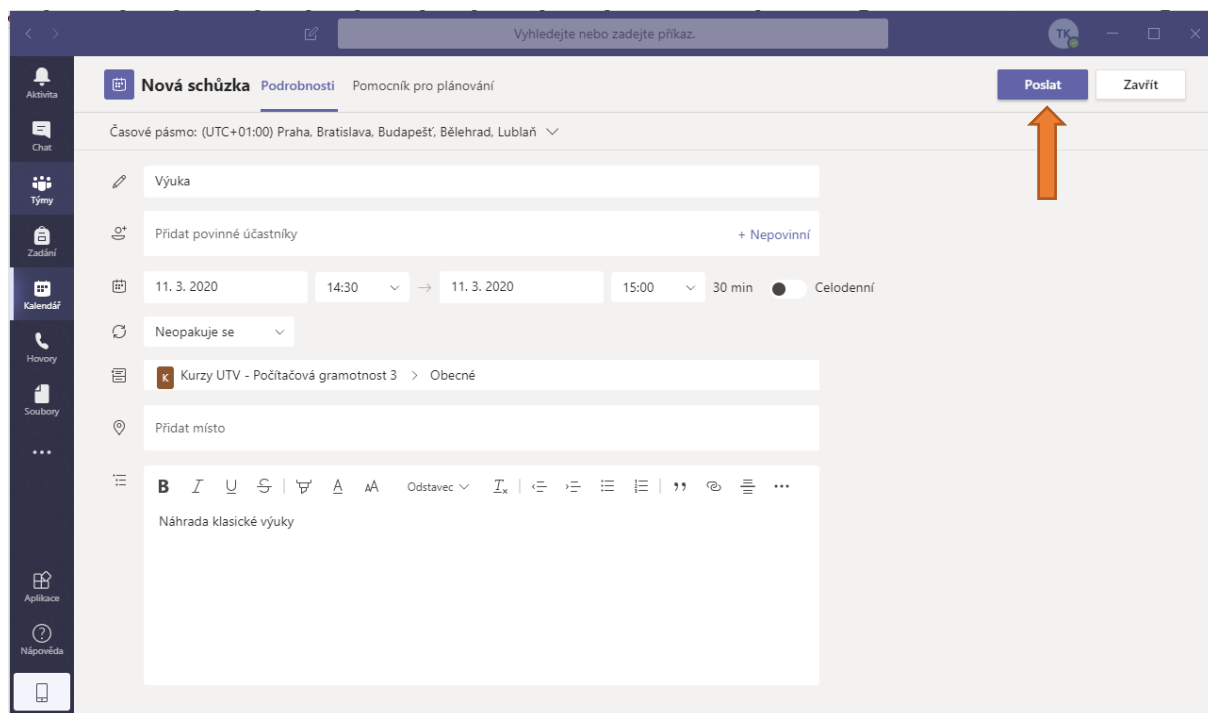 Vyhledejte nebo zadejte příkaz.
TK
Aktivita
Chat
Týmy
Zadání
Kalendář
Hovory
Soubory
Aplikace
Nápověda
Nová schůzka Podrobnosti Pomocník pro plánování
Poslat Zavřít
Časové pásmo: (UTC+01:00) Praha, Bratislava, Budapešť, Bělehrad, Lublaň
Výuka
Přidat povinné účastníky + Nepovinní
11. 3. 2020 14:30 → 11. 3. 2020 15:00 30 min Celodenní
Neopakuje se
K Kurzy UTV - Počítačová gramotnost 3 > Obecné
Přidat místo
B I U S A AA Odstavec Tx
Náhrada klasické výuky